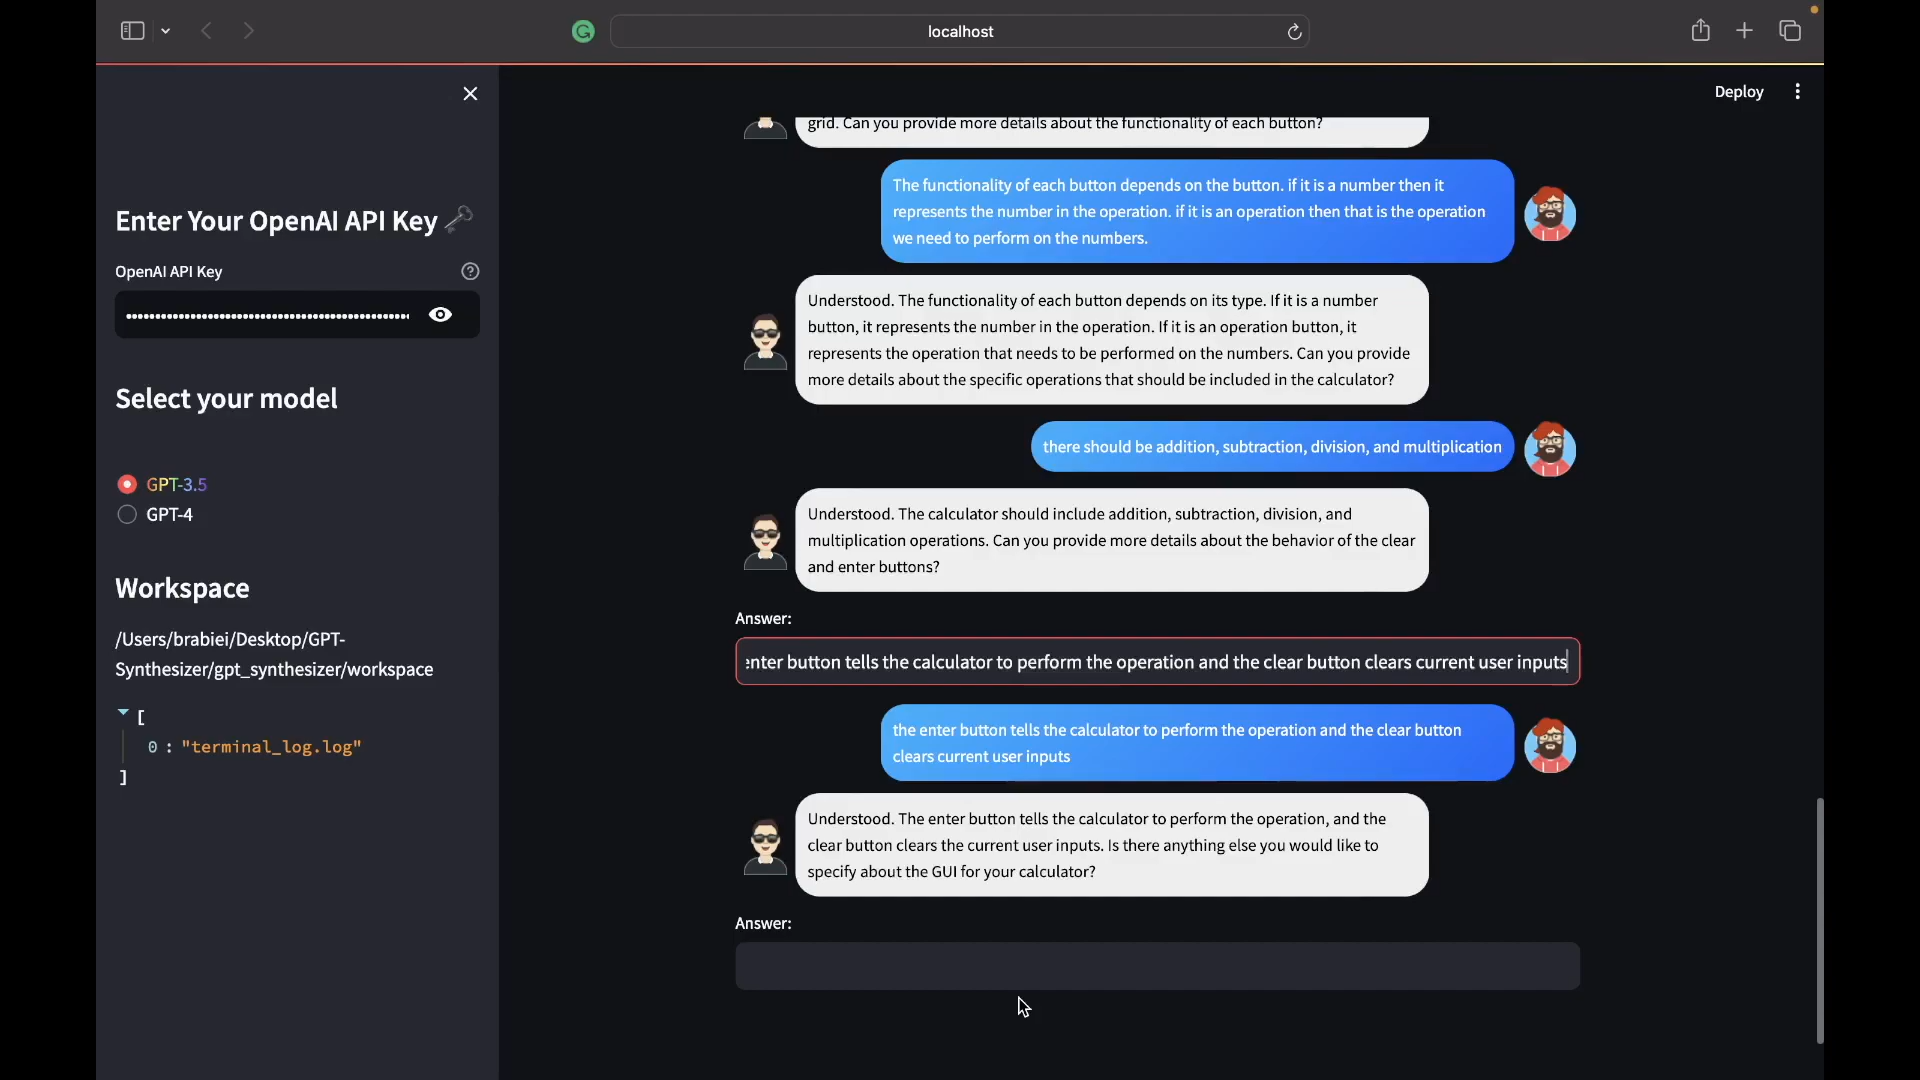 localhost
Deploy
Enter Your OpenAI API Key
OpenAI API Key
Select your model
GPT-3.5
GPT-4
Workspace
/Users/brabiei/Desktop/GPT-
Synthesizer/gpt_synthesizer/workspace
[
0 : "terminal_log.log"
]
grid. Can you provide more details about the functionality of each button?
The functionality of each button depends on the button. if it is a number then it
represents the number in the operation. if it is an operation then that is the operation
we need to perform on the numbers.
Understood. The functionality of each button depends on its type. If it is a number
button, it represents the number in the operation. If it is an operation button, it
represents the operation that needs to be performed on the numbers. Can you provide
more details about the specific operations that should be included in the calculator?
there should be addition, subtraction, division, and multiplication
Understood. The calculator should include addition, subtraction, division, and
multiplication operations. Can you provide more details about the behavior of the clear
and enter buttons?
Answer:
enter button tells the calculator to perform the operation and the clear button clears current user inputs
the enter button tells the calculator to perform the operation and the clear button
clears current user inputs
Understood. The enter button tells the calculator to perform the operation, and the
clear button clears the current user inputs. Is there anything else you would like to
specify about the GUI for your calculator?
Answer: